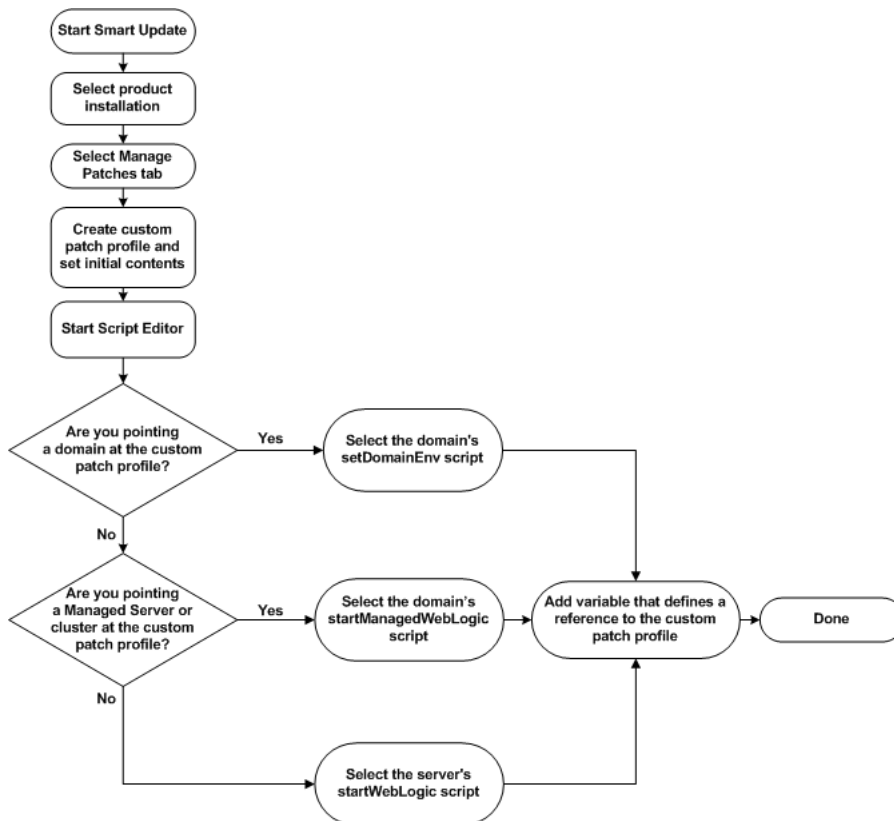 Start Smart Update
Select product
installation
Select Manage
Patches tab
Create custom
patch profile and
set initial contents
Start Script Editor
Are you pointing
a domain at the custom
patch profile?
Yes
Select the domain's
setDomainEnv script
No
Are you pointing
a Managed Server or
cluster at the custom
patch profile?
Yes
Select the domain's
startManagedWebLogic
script
Add variable that defines a
reference to the custom
patch profile
Done
No
Select the server's
startWebLogic script